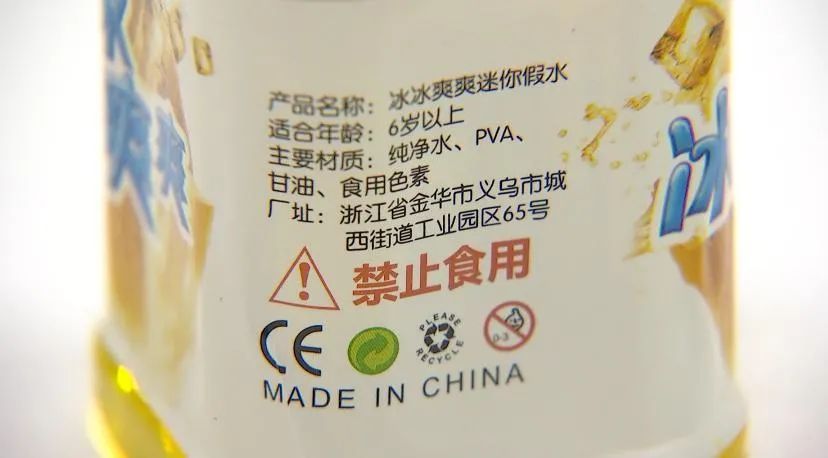 产品名称：冰冰爽爽迷你假水
适合年龄：6岁以上
主要材质：纯净水、PVA、
甘油、食用色素
厂址：浙江省金华市义乌市城
西街道工业园区65号
禁止食用
PLEASE RECYCLE
0-3
CE
MADE IN CHINA
冰
爽